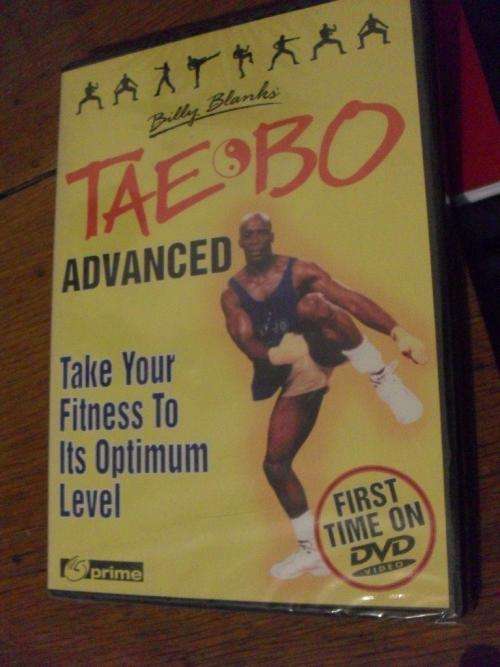 Billy Blanks'
TAE BO
ADVANCED
Take Your
Fitness To
Its Optimum
Level
FIRST
TIME ON
DVD
VIDEO
prime